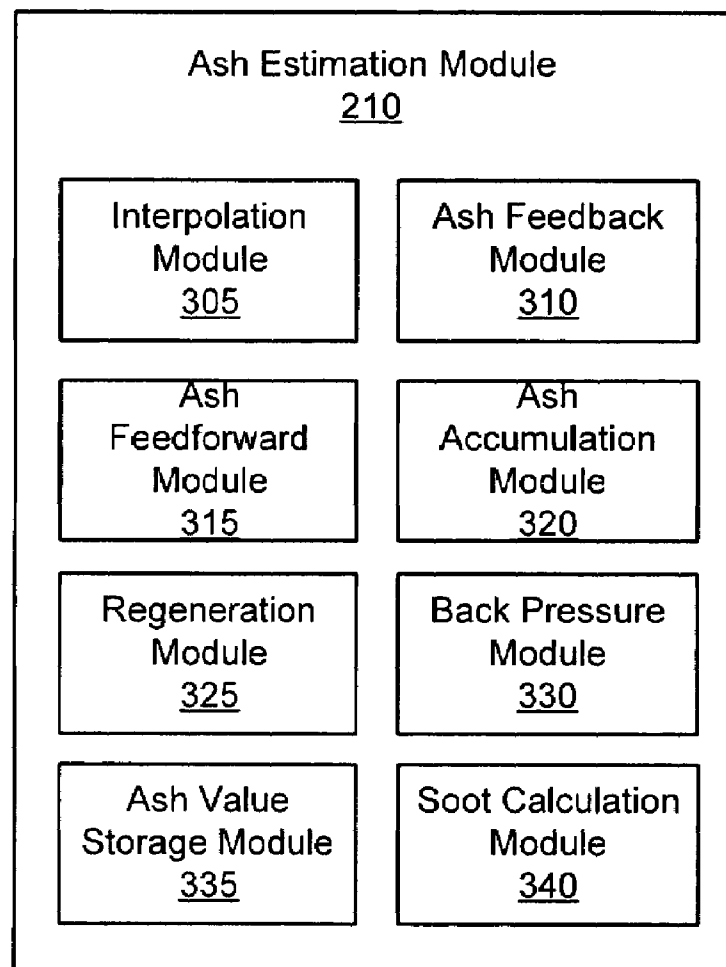 Ash Estimation Module
210
Interpolation
Module
305
Ash Feedback
Module
310
Ash
Feedforward
Module
315
Ash
Accumulation
Module
320
Regeneration
Module
325
Back Pressure
Module
330
Ash Value
Storage Module
335
Soot Calculation
Module
340